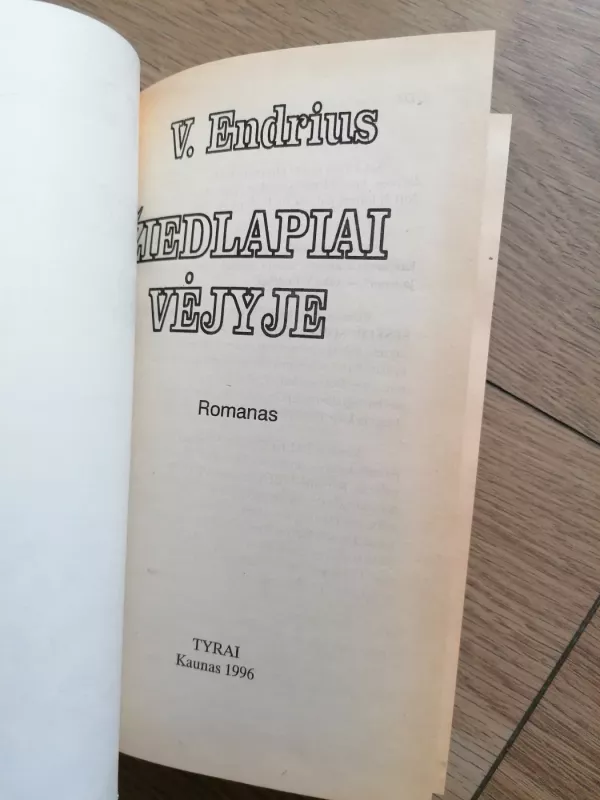 V. Endrius
ŽIEDLAPIAI
VĖJYJE
Romanas
TYRAI
Kaunas 1996